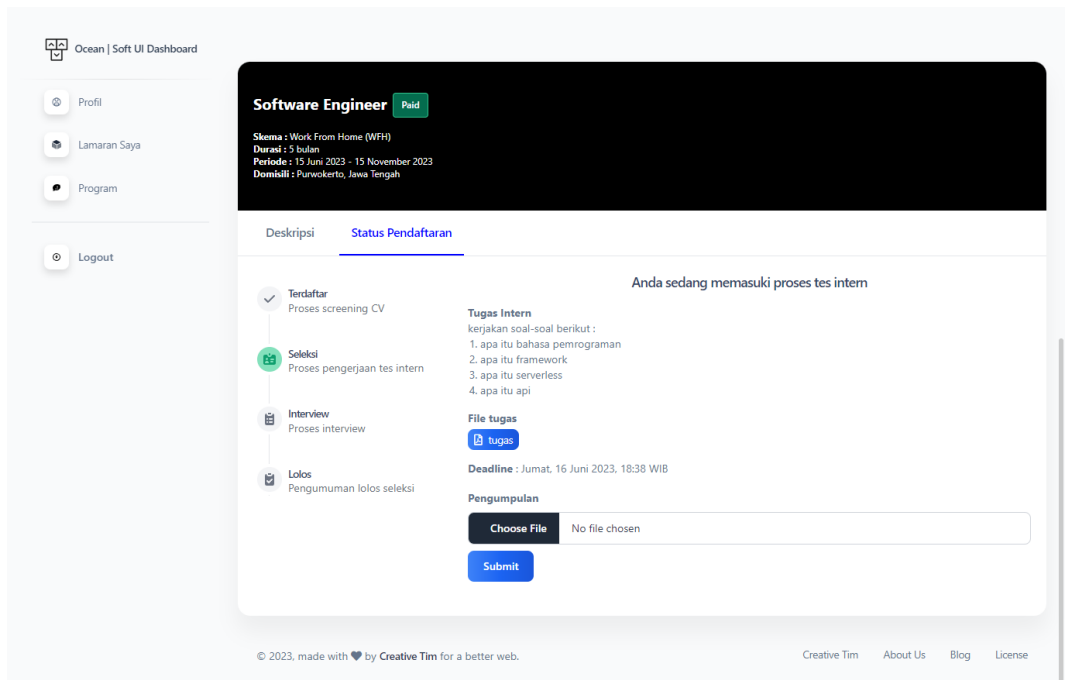 Ocean | Soft UI Dashboard
Profil
Lamaran Saya
Program
Logout
Software Engineer Paid
Skema : Work From Home (WFH)
Durasi : 5 bulan
Periode : 15 Juni 2023 - 15 November 2023
Domisili : Purwokerto, Jawa Tengah
Deskripsi Status Pendaftaran
Terdaftar
Proses screening CV
Seleksi
Proses pengerjaan tes intern
Interview
Proses interview
Lolos
Pengumuman lolos seleksi
Anda sedang memasuki proses tes intern
Tugas Intern
kerjakan soal-soal berikut :
1. apa itu bahasa pemrograman
2. apa itu framework
3. apa itu serverless
4. apa itu api
File tugas
tugas
Deadline : Jumat, 16 Juni 2023, 18:38 WIB
Pengumpulan
Choose File No file chosen
Submit
© 2023, made with ♥ by Creative Tim for a better web.
Creative Tim About Us Blog License